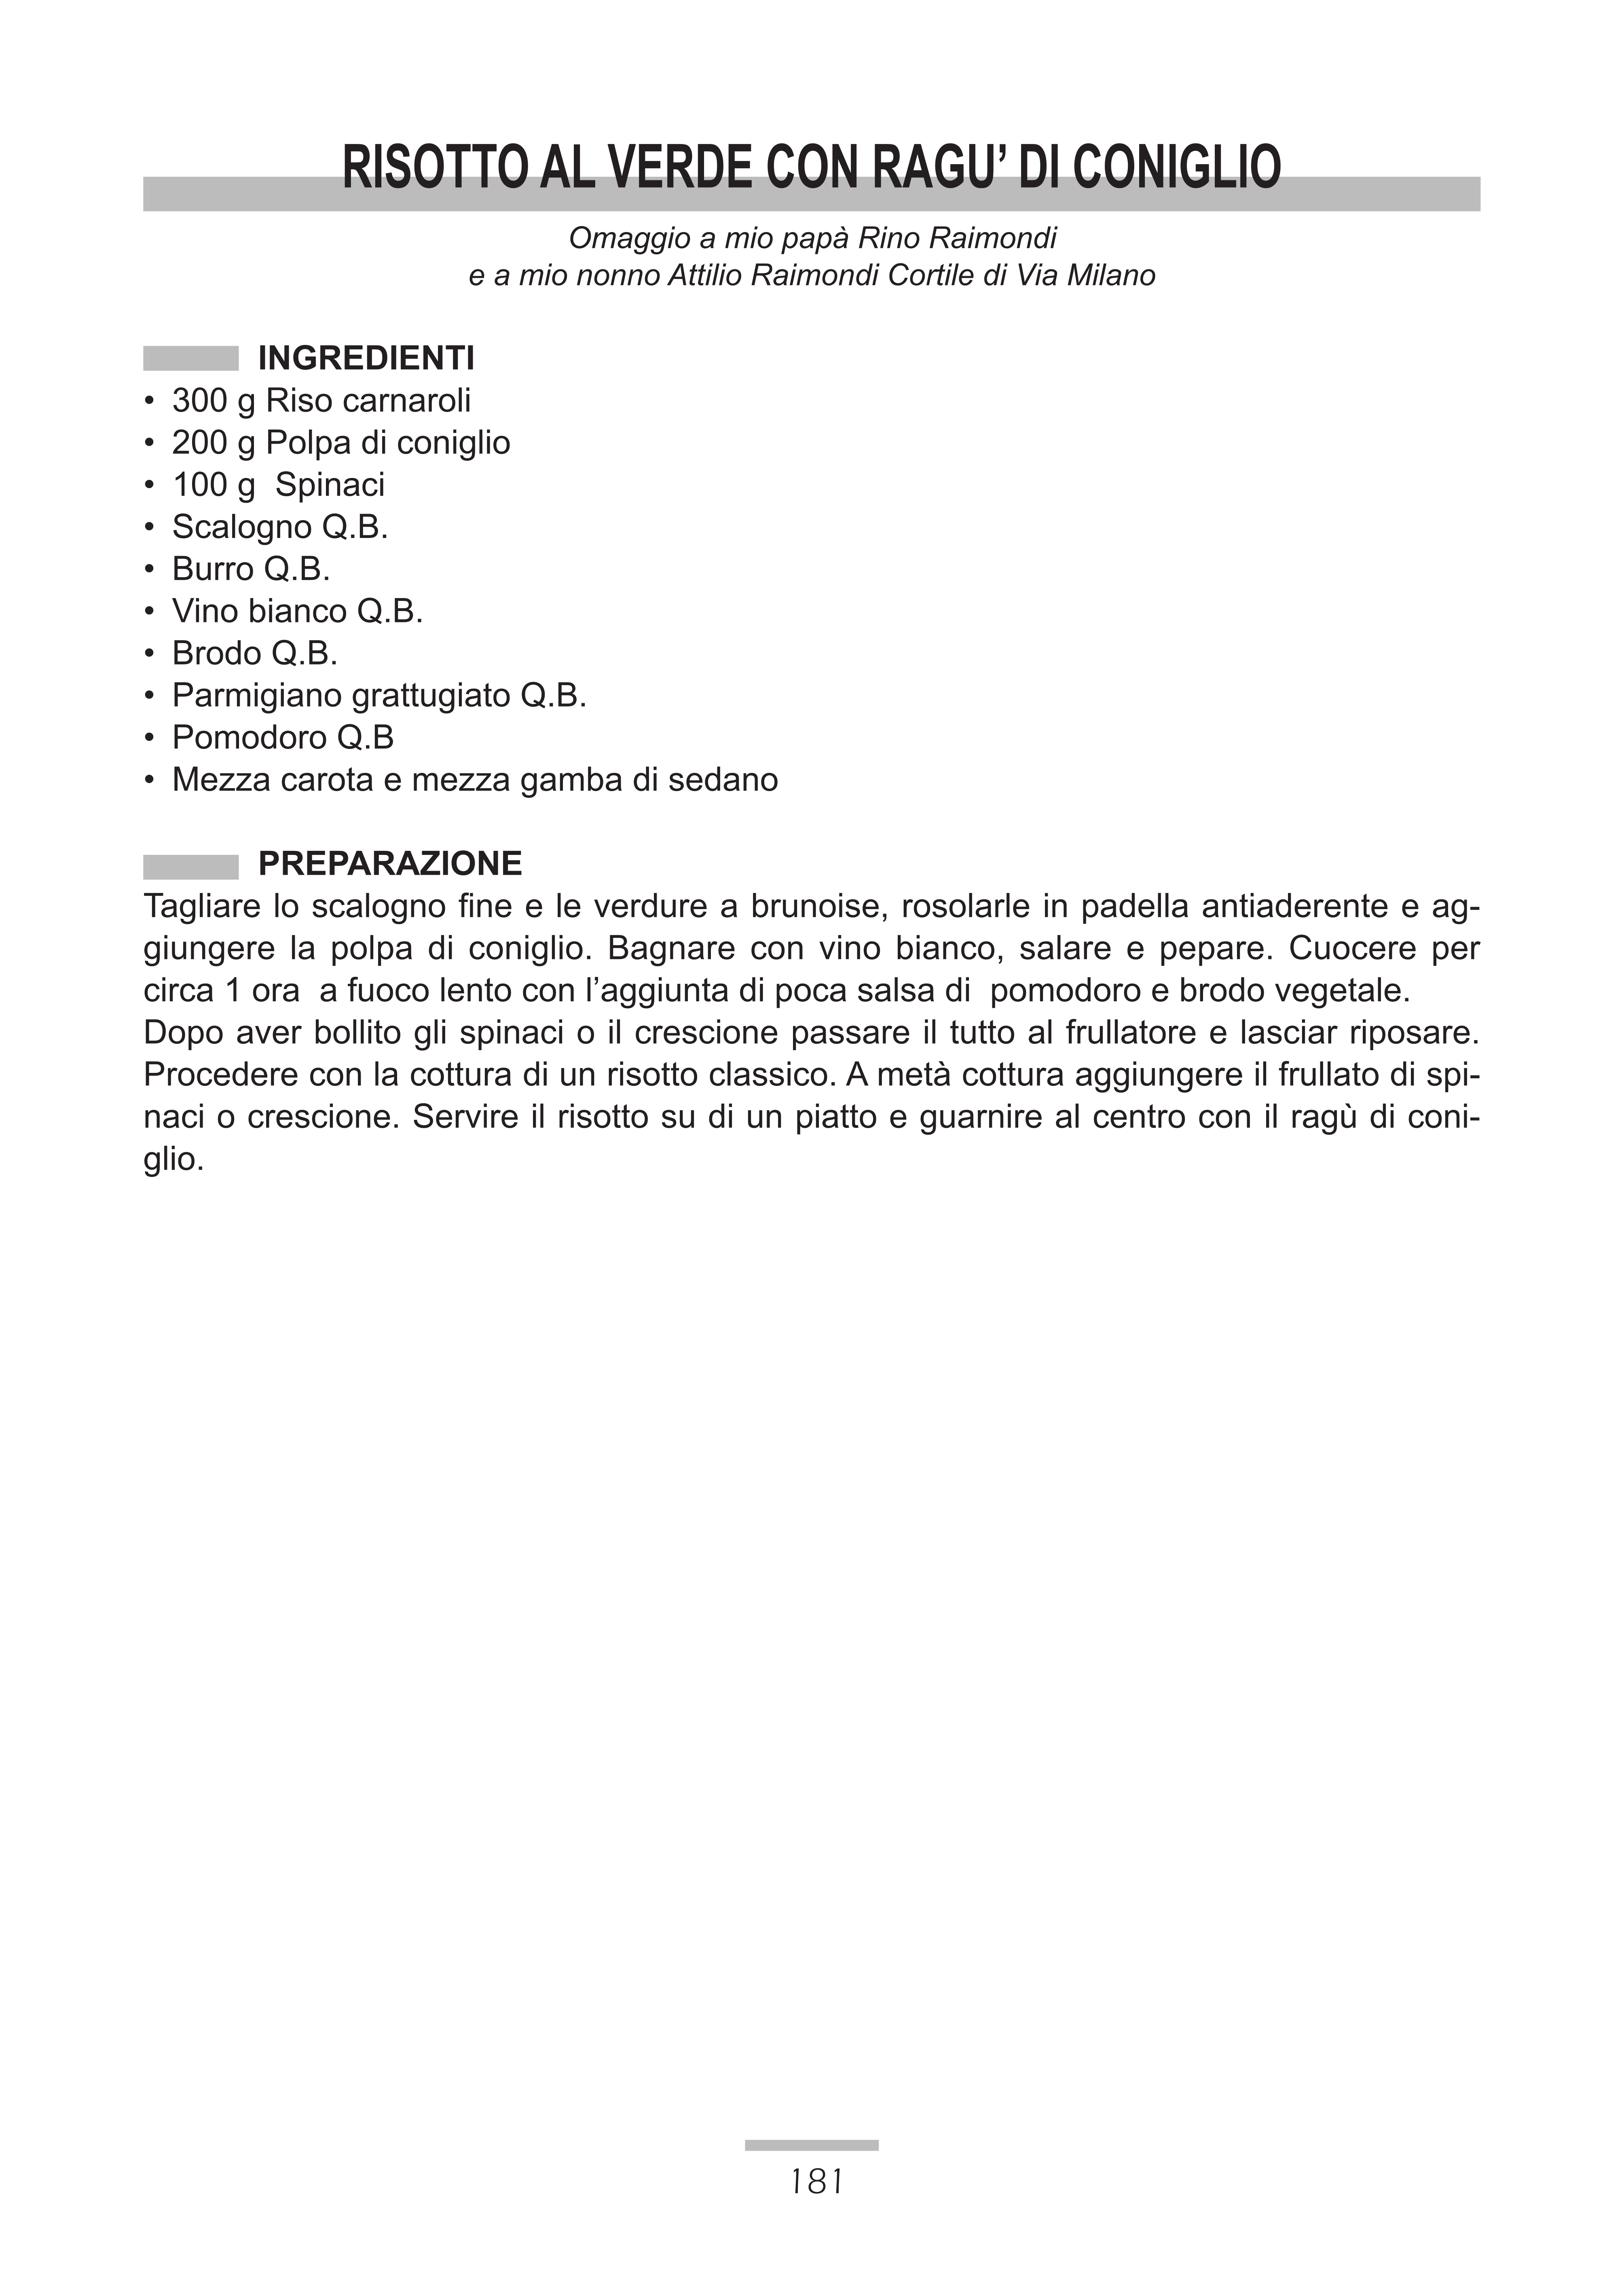 RISOTTO AL VERDE CON RAGU’ DI CONIGLIO
Omaggio a mio papà Rino Raimondi
e a mio nonno Attilio Raimondi Cortile di Via Milano
INGREDIENTI
• 300 g Riso carnaroli
• 200 g Polpa di coniglio
• 100 g  Spinaci
• Scalogno Q.B.
• Burro Q.B.
• Vino bianco Q.B.
• Brodo Q.B.
• Parmigiano grattugiato Q.B.
• Pomodoro Q.B
• Mezza carota e mezza gamba di sedano
PREPARAZIONE
Tagliare lo scalogno fine e le verdure a brunoise, rosolarle in padella antiaderente e ag-
giungere la polpa di coniglio. Bagnare con vino bianco, salare e pepare. Cuocere per
circa 1 ora  a fuoco lento con l’aggiunta di poca salsa di  pomodoro e brodo vegetale.
Dopo aver bollito gli spinaci o il crescione passare il tutto al frullatore e lasciar riposare.
Procedere con la cottura di un risotto classico. A metà cottura aggiungere il frullato di spi-
naci o crescione. Servire il risotto su di un piatto e guarnire al centro con il ragù di coni-
glio.
181